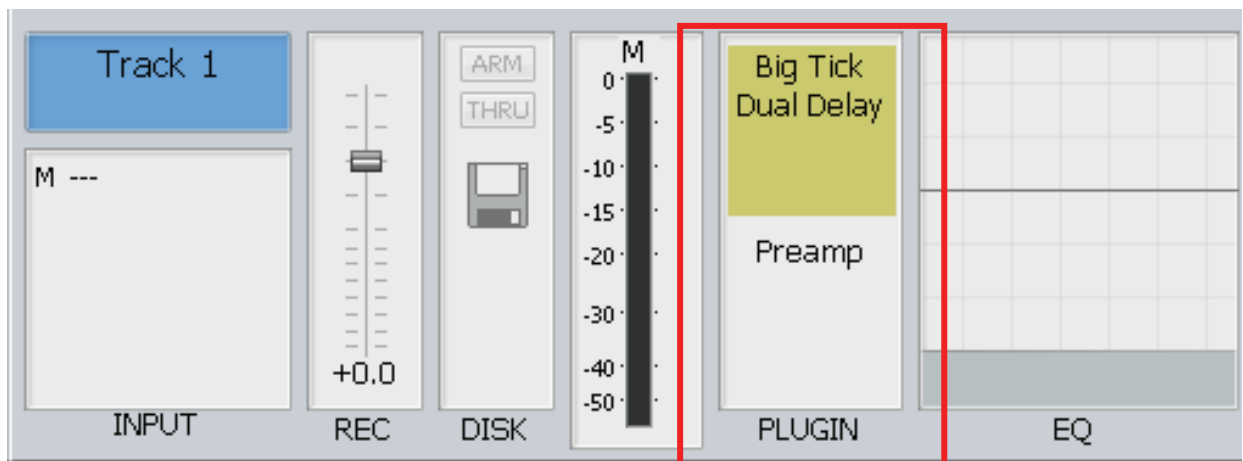 Track 1
M ---
INPUT
+0.0
REC
ARM
THRU
DISK
M
0
-5
-10
-15
-20
-30
-40
-50
Big Tick
Dual Delay
Preamp
PLUGIN
EQ